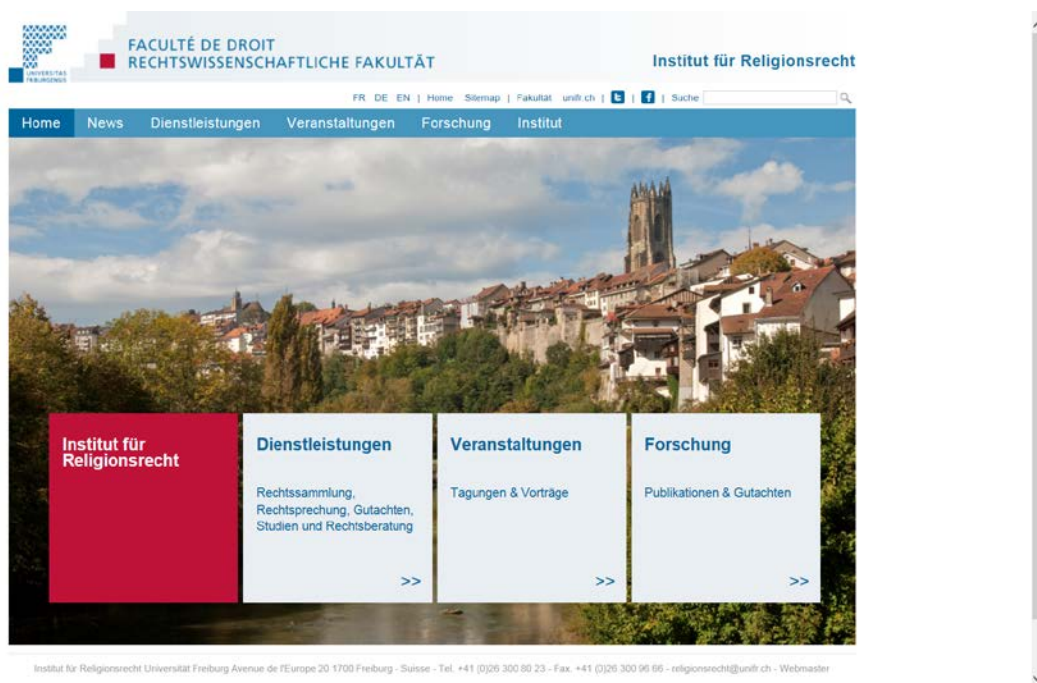 UNIVERSITAS
FRIBURGENSIS
FACULTÉ DE DROIT
RECHTSWISSENSCHAFTLICHE FAKULTÄT
Institut für Religionsrecht
FR DE EN | Home Sitemap | Fakultät unifr.ch | t | f | Suche
Home News Dienstleistungen Veranstaltungen Forschung Institut
Institut für
Religionsrecht
Dienstleistungen
Rechtssammlung,
Rechtsprechung, Gutachten,
Studien und Rechtsberatung
>>
Veranstaltungen
Tagungen & Vorträge
>>
Forschung
Publikationen & Gutachten
>>
Institut für Religionsrecht Universität Freiburg Avenue de l'Europe 20 1700 Freiburg - Suisse - Tel. +41 (0)26 300 80 23 - Fax. +41 (0)26 300 96 66 - religionsrecht@unifr.ch - Webmaster